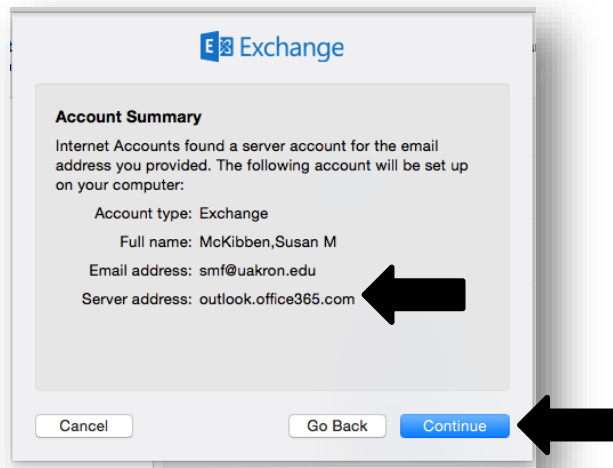 E Exchange
Account Summary
Internet Accounts found a server account for the email
address you provided. The following account will be set up
on your computer:
Account type: Exchange
Full name: McKibben,Susan M
Email address: smf@uakron.edu
Server address: outlook.office365.com
Cancel
Go Back
Continue